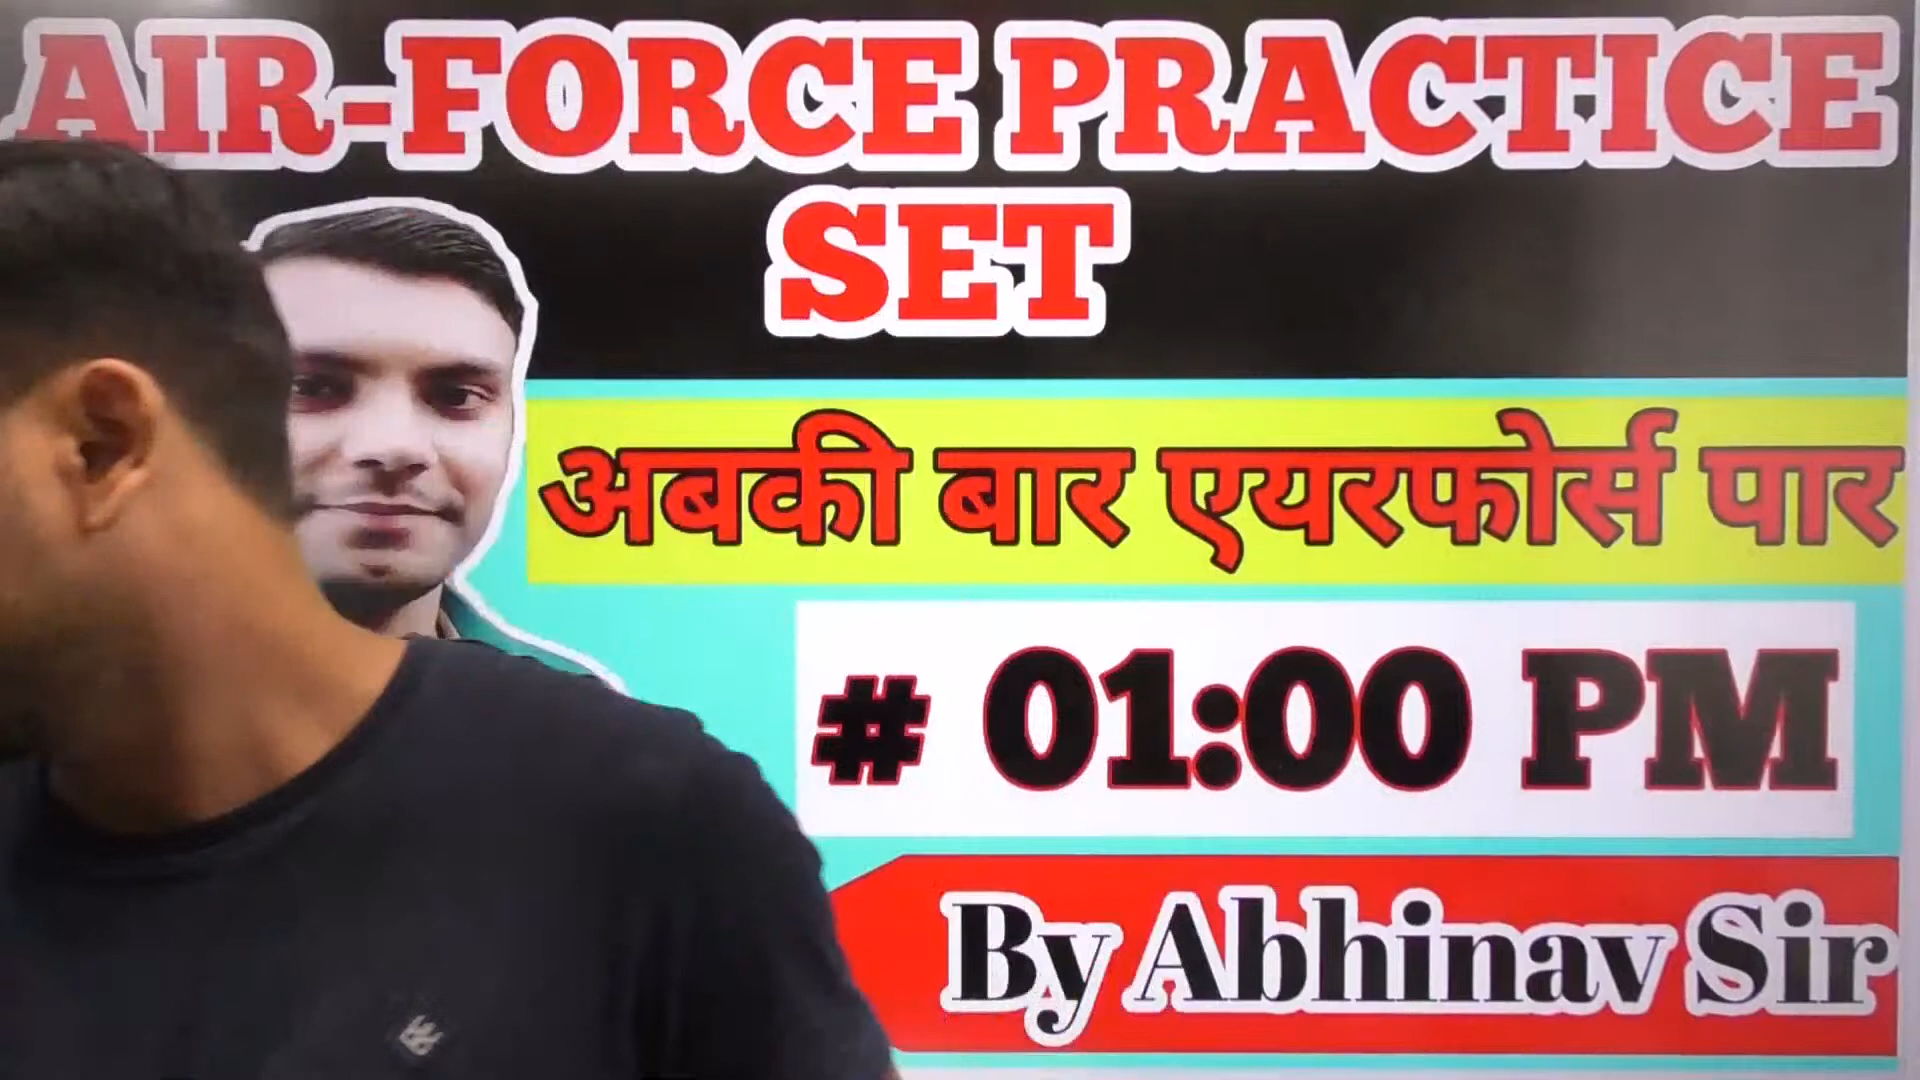 AIR-FORCE PRACTICE
SET
अबकी बार एयरफोर्स पार
# 01:00 PM
By Abhinav Sir